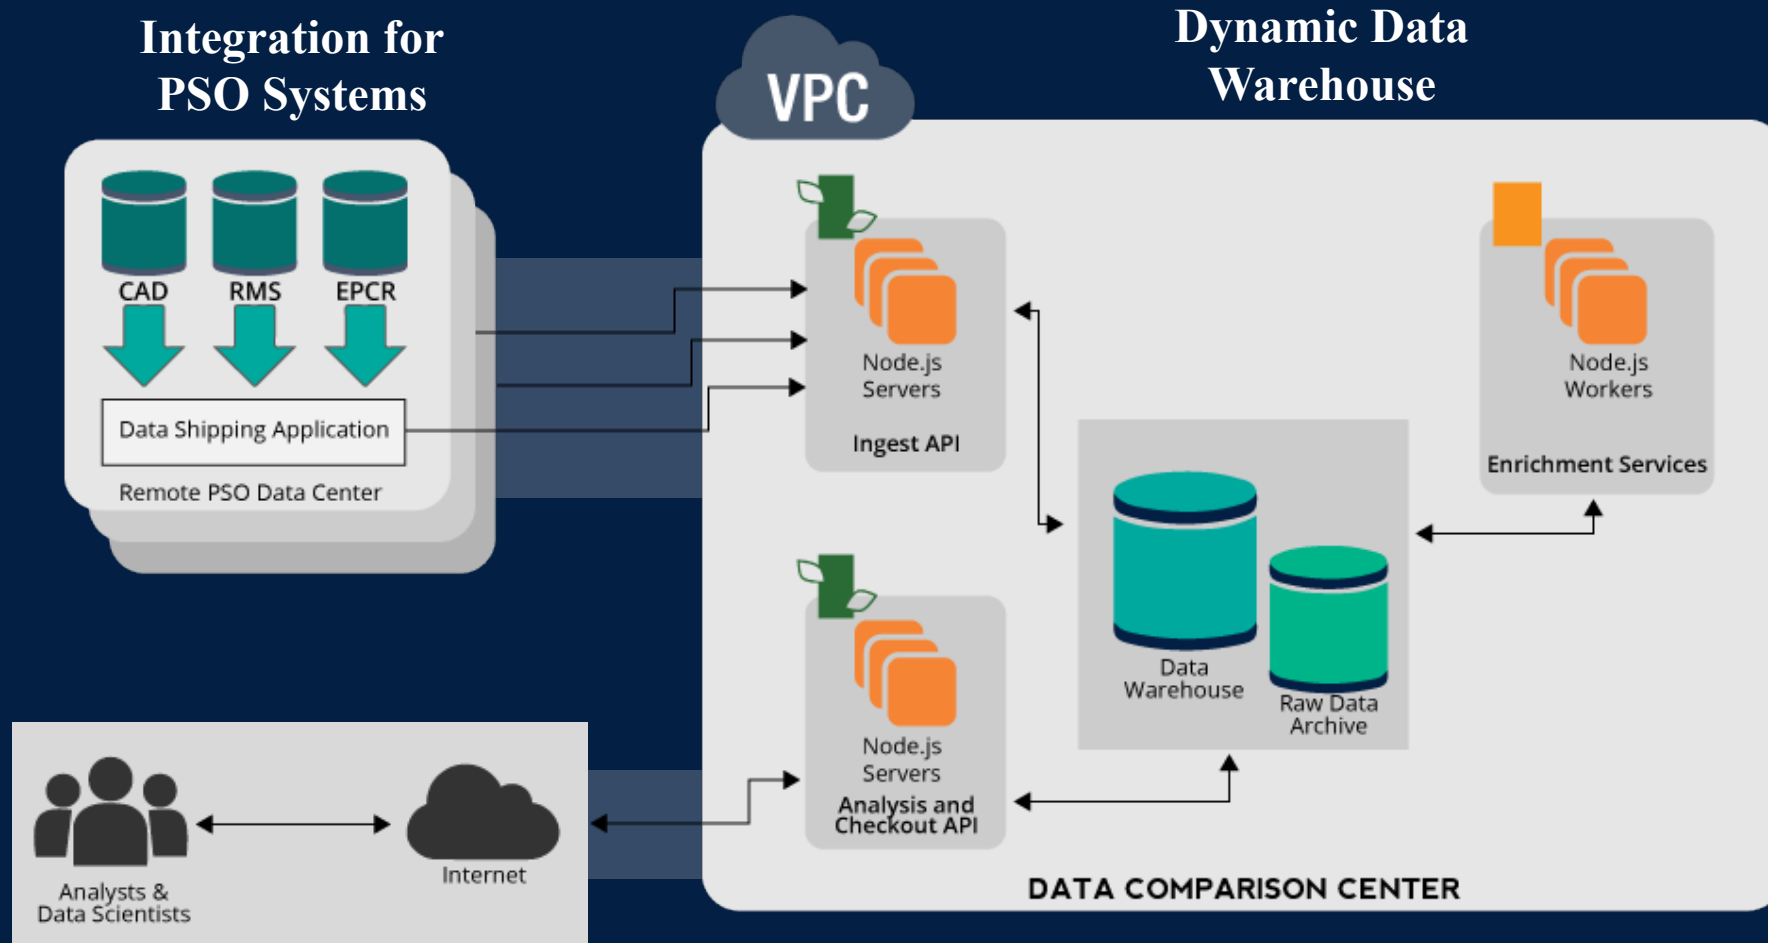 Integration for
PSO Systems
CAD
RMS
EPCR
Data Shipping Application
Remote PSO Data Center
VPC
Dynamic Data
Warehouse
Node.js
Servers
Ingest API
Node.js
Workers
Enrichment Services
Data
Warehouse
Raw Data
Archive
Node.js
Servers
Analysis and
Checkout API
Analysts &
Data Scientists
Internet
DATA COMPARISON CENTER